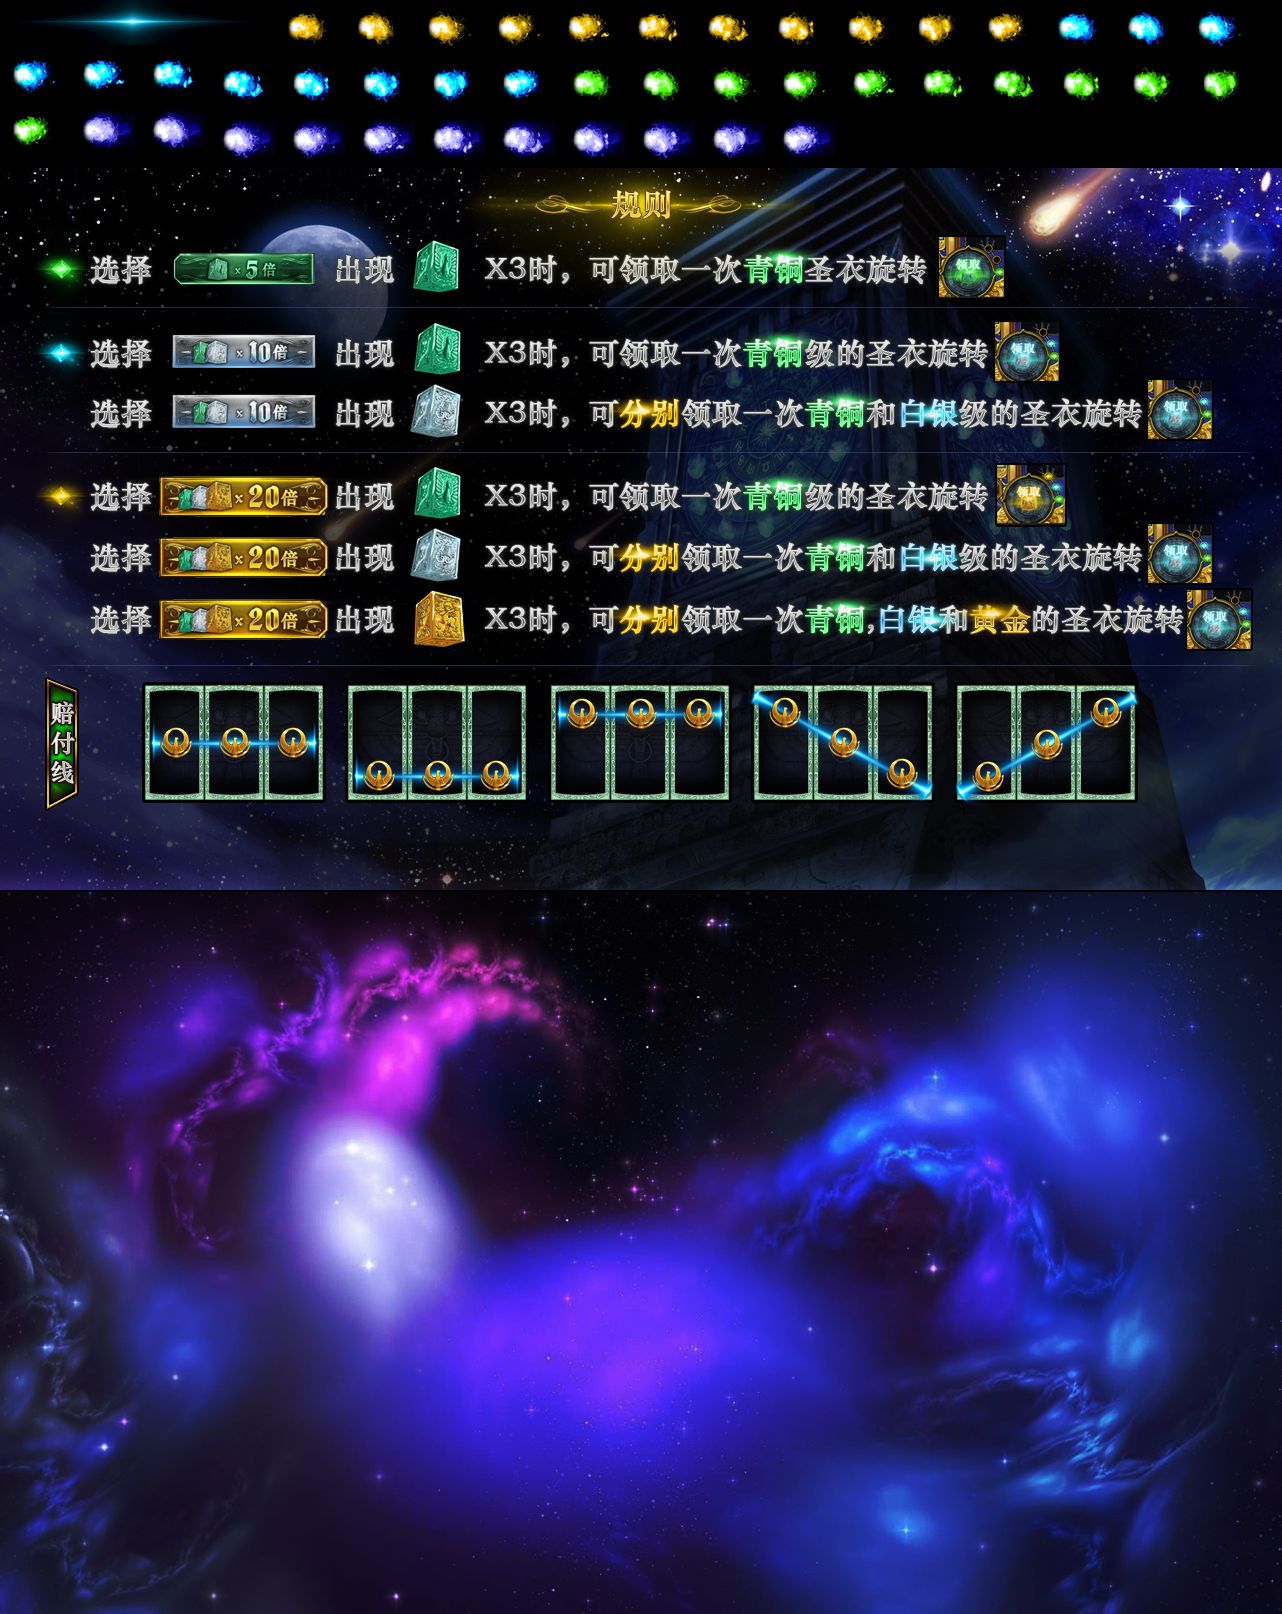 规则
选择 ×5倍 出现 X3时，可领取一次青铜圣衣旋转 领取
选择 ×10倍 出现 X3时，可领取一次青铜级的圣衣旋转 领取
选择 ×10倍 出现 X3时，可分别领取一次青铜和白银级的圣衣旋转 领取
选择 ×20倍 出现 X3时，可领取一次青铜级的圣衣旋转 领取
选择 ×20倍 出现 X3时，可分别领取一次青铜和白银级的圣衣旋转 领取
选择 ×20倍 出现 X3时，可分别领取一次青铜,白银和黄金的圣衣旋转 领取
赔付线